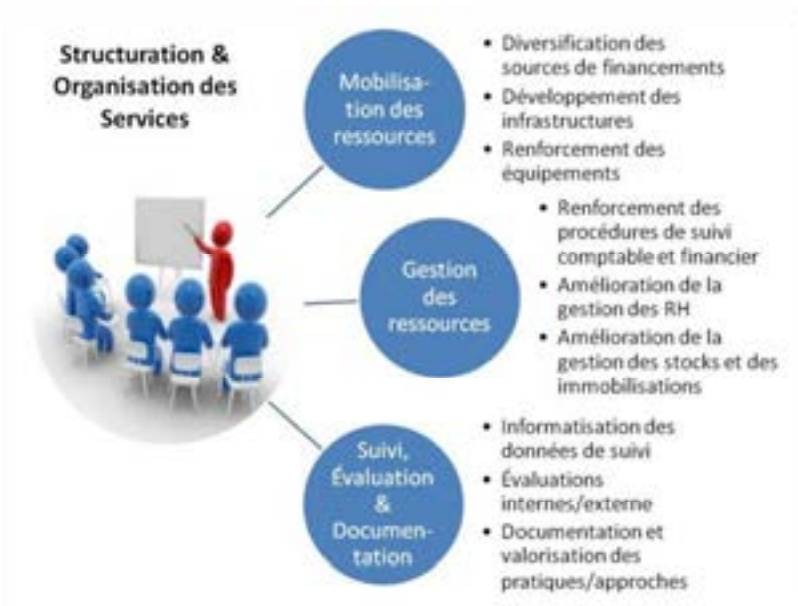 Structuration &
Organisation des
Services
Mobilisa-
tion des
ressources
• Diversification des
sources de financements
• Développement des
infrastructures
• Renforcement des
équipements
Gestion
des
ressources
• Renforcement des
procédures de suivi
comptable et financier
• Amélioration de la
gestion des RH
• Amélioration de la
gestion des stocks et des
immobilisations
Suivi,
Évaluation
&
Documen-
tation
• Informatisation des
données de suivi
• Évaluations
internes/externe
• Documentation et
valorisation des
pratiques/approches